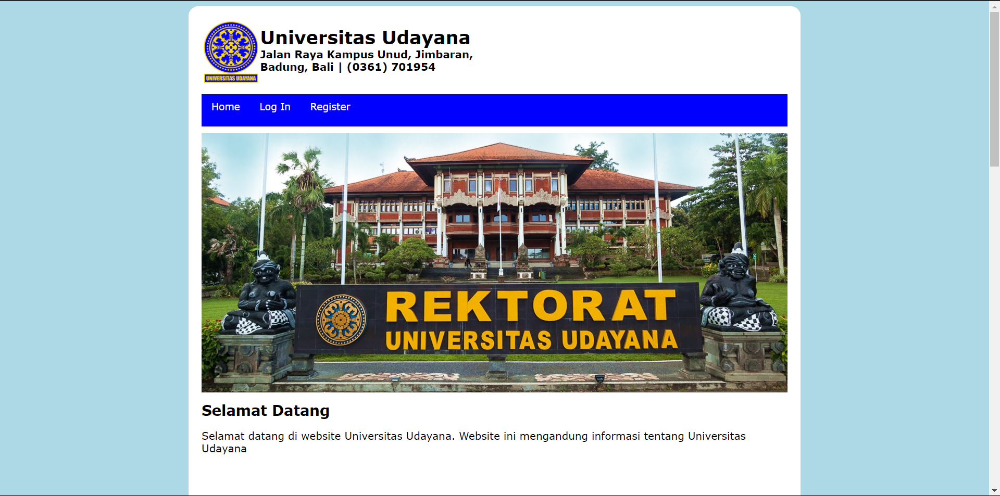 UNIVERSITAS UDAYANA
Universitas Udayana
Jalan Raya Kampus Unud, Jimbaran,
Badung, Bali | (0361) 701954
Home Log In Register
REKTORAT
UNIVERSITAS UDAYANA
Selamat Datang
Selamat datang di website Universitas Udayana. Website ini mengandung informasi tentang Universitas
Udayana